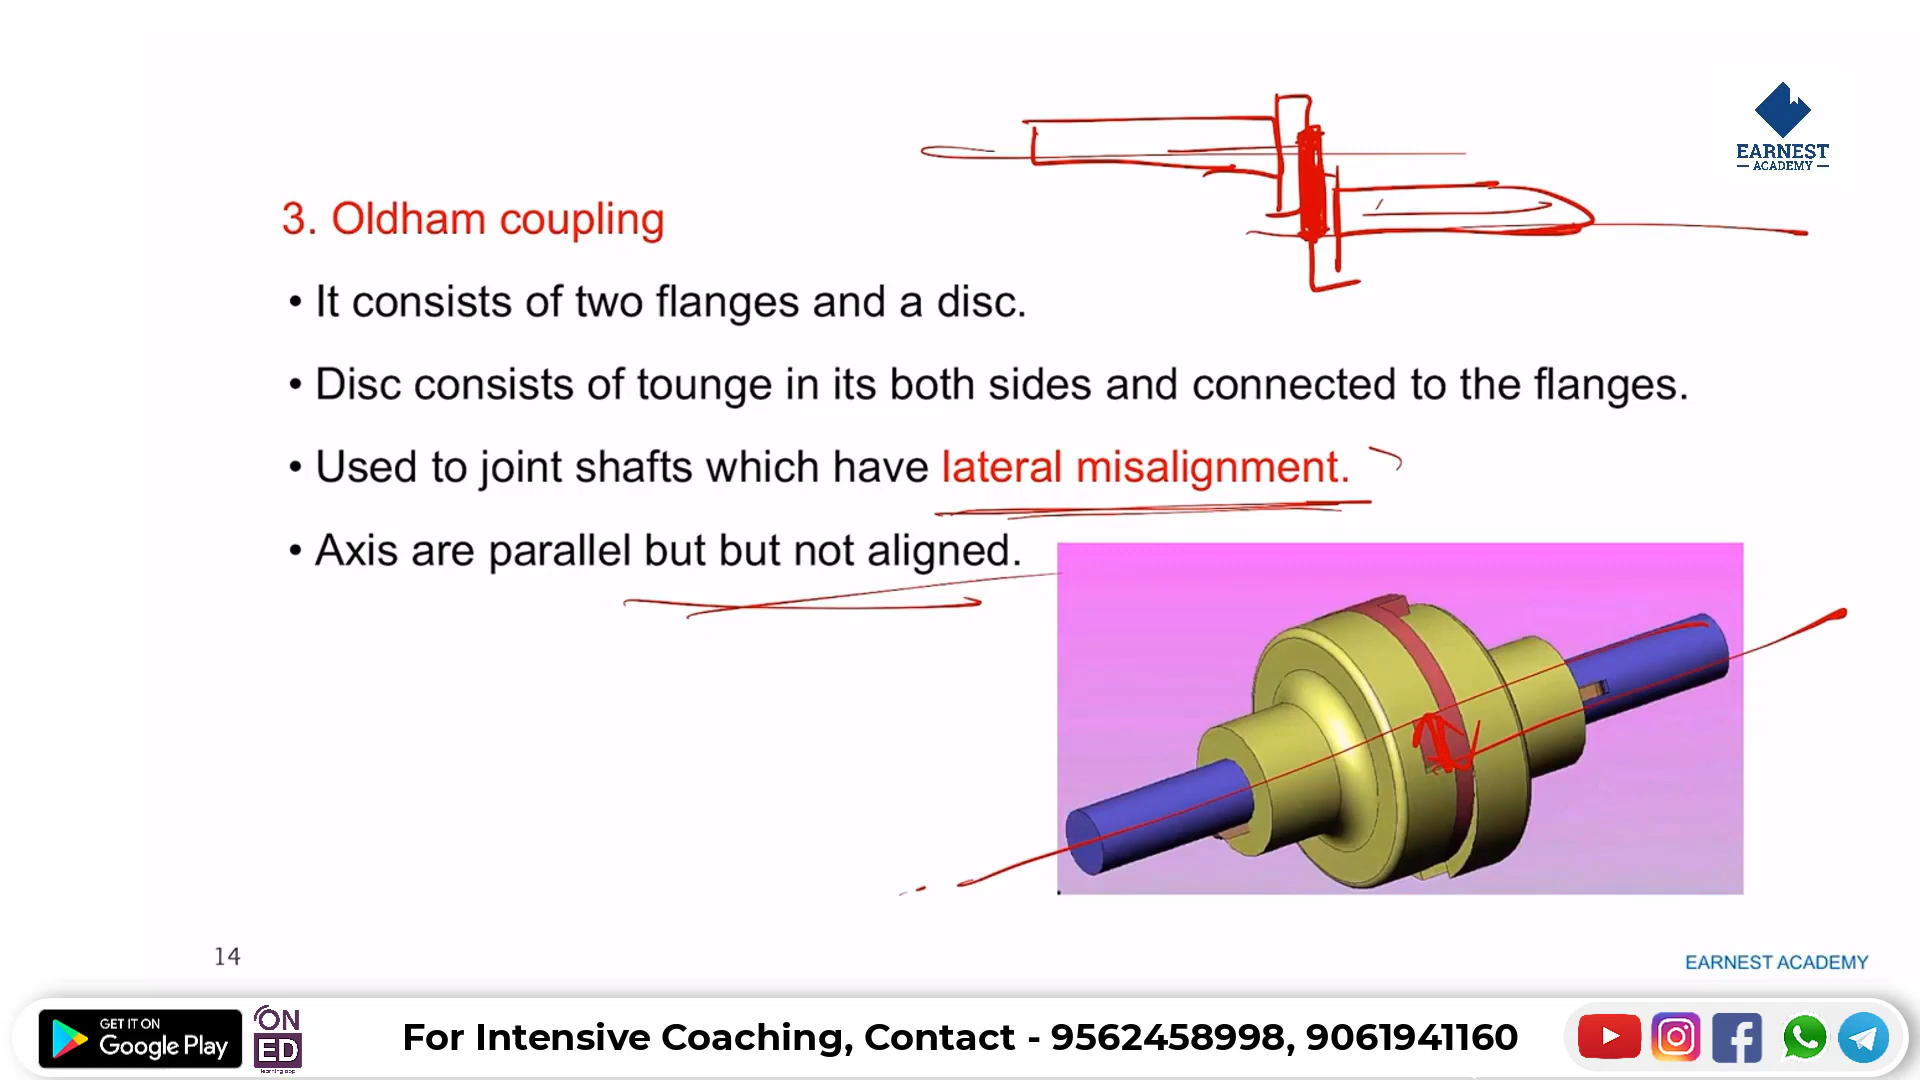 EARNEST
ACADEMY
3. Oldham coupling
• It consists of two flanges and a disc.
• Disc consists of tounge in its both sides and connected to the flanges.
• Used to joint shafts which have lateral misalignment.
• Axis are parallel but but not aligned.
14
EARNEST ACADEMY
GET IT ON
Google Play
ON
ED
learning app
For Intensive Coaching, Contact - 9562458998, 9061941160